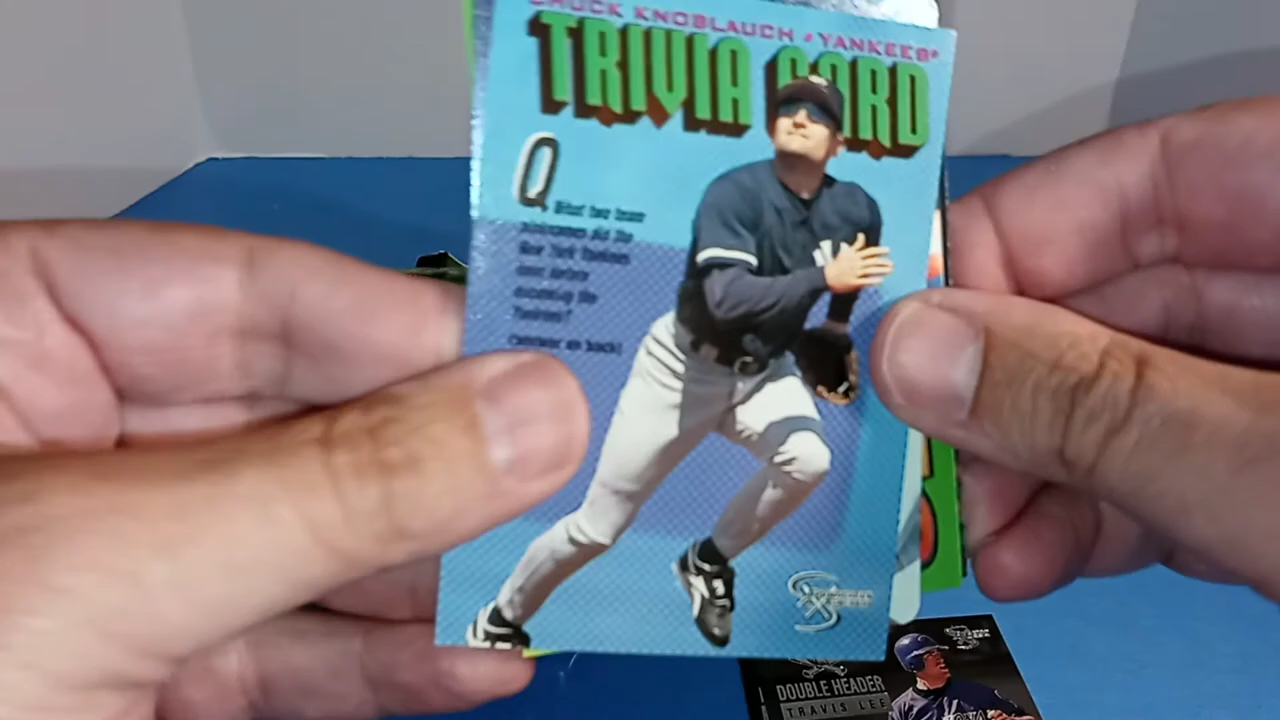 CHUCK KNOBLAUCH • YANKEES®
TRIVIA CARD
Q What two team
nicknames did the
New York Yankees
have before
becoming the
Yankees?
(answer on back)
DOUBLE HEADER
TRAVIS LEE